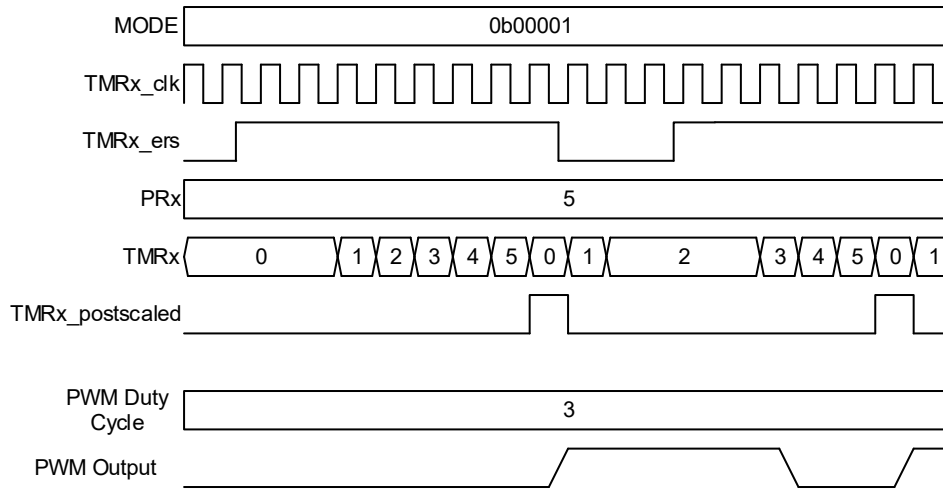 MODE 0b00001
TMRx_clk
TMRx_ers
PRx 5
TMRx 0 1 2 3 4 5 0 1 2 3 4 5 0 1
TMRx_postscaled
PWM Duty
Cycle 3
PWM Output